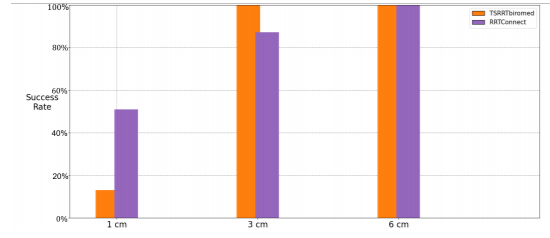 100%
TSRRTbiromed
RRTConnect
80%
Success
Rate
60%
40%
20%
0%
1 cm
3 cm
6 cm